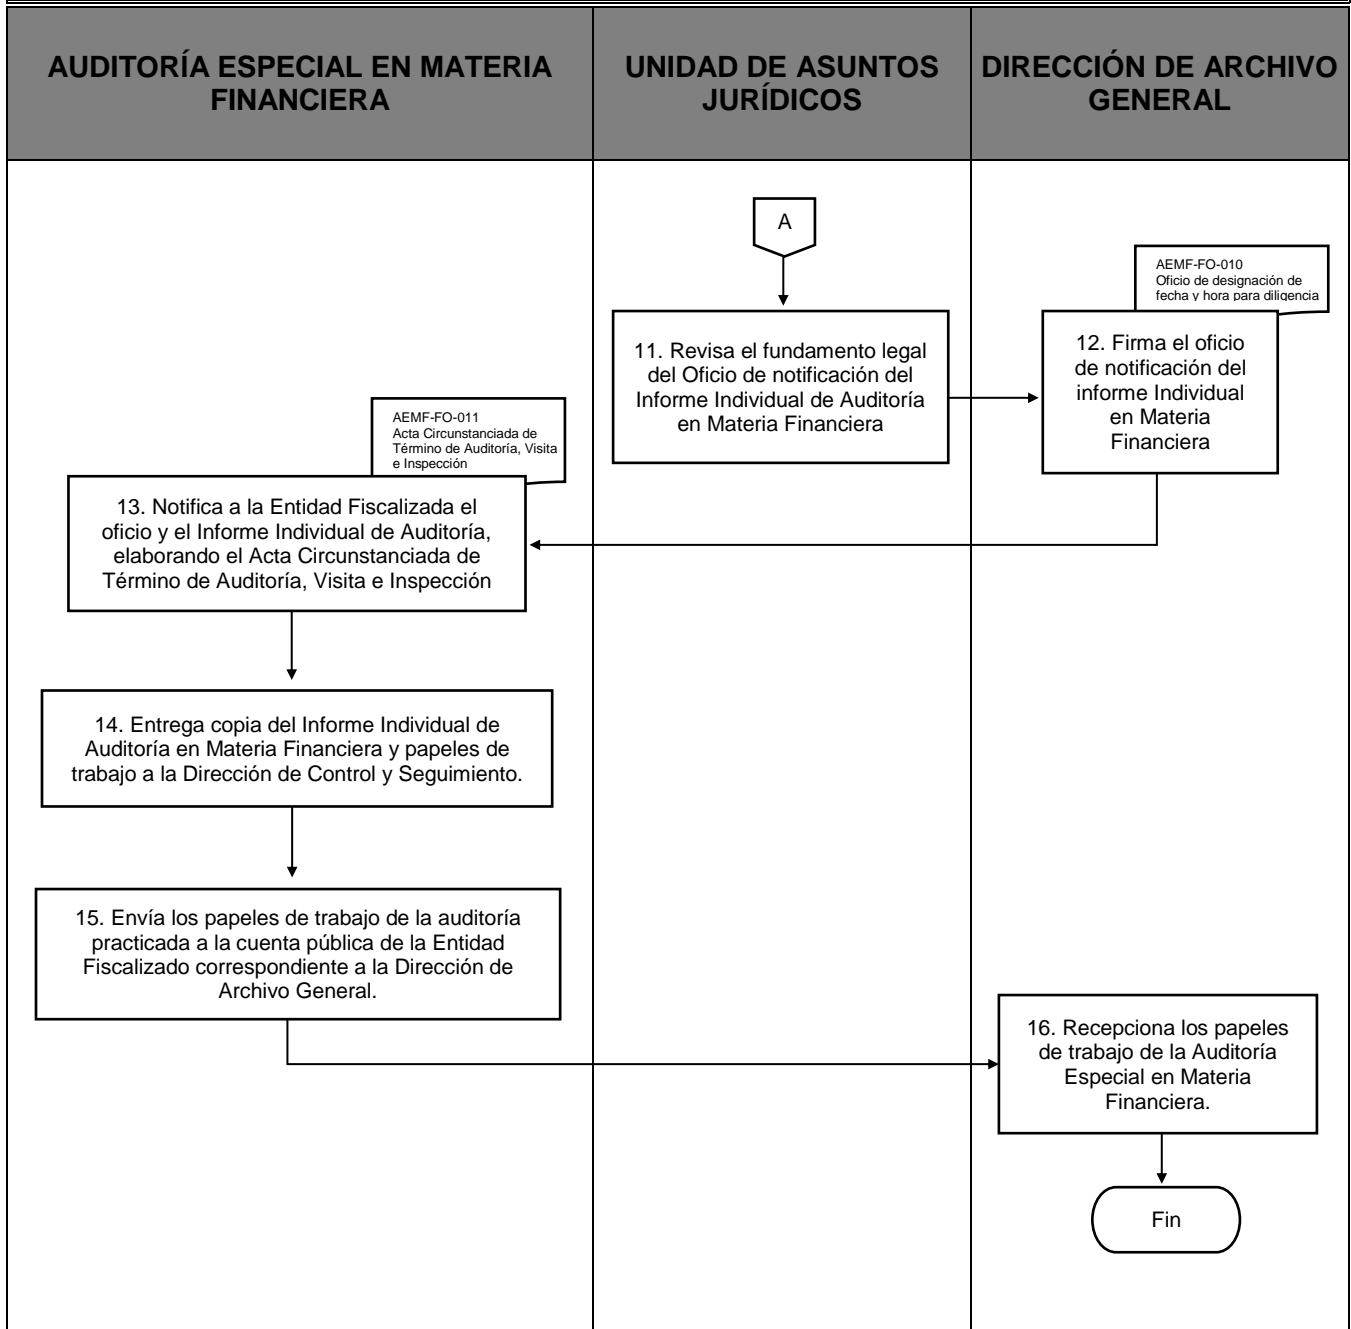 AUDITORÍA ESPECIAL EN MATERIA
FINANCIERA
UNIDAD DE ASUNTOS
JURÍDICOS
DIRECCIÓN DE ARCHIVO
GENERAL
A
AEMF-FO-010
Oficio de designación de
fecha y hora para diligencia
11. Revisa el fundamento legal
del Oficio de notificación del
Informe Individual de Auditoría
en Materia Financiera
12. Firma el oficio
de notificación del
informe Individual
en Materia
Financiera
AEMF-FO-011
Acta Circunstanciada de
Término de Auditoría, Visita
e Inspección
13. Notifica a la Entidad Fiscalizada el
oficio y el Informe Individual de Auditoría,
elaborando el Acta Circunstanciada de
Término de Auditoría, Visita e Inspección
14. Entrega copia del Informe Individual de
Auditoría en Materia Financiera y papeles de
trabajo a la Dirección de Control y Seguimiento.
15. Envía los papeles de trabajo de la auditoría
practicada a la cuenta pública de la Entidad
Fiscalizado correspondiente a la Dirección de
Archivo General.
16. Recepciona los papeles
de trabajo de la Auditoría
Especial en Materia
Financiera.
Fin